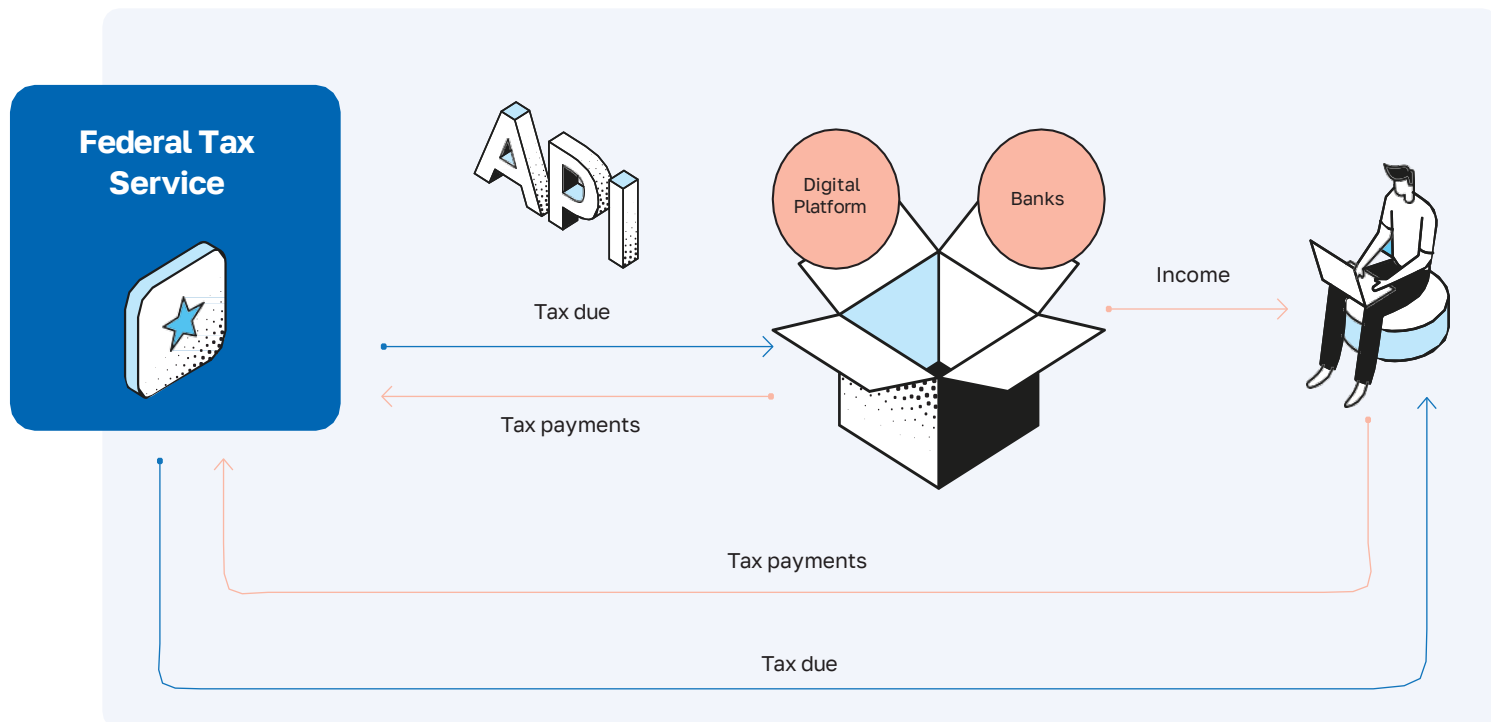 Federal Tax
Service
API
Digital
Platform
Banks
Income
Tax due
Tax payments
Tax payments
Tax due